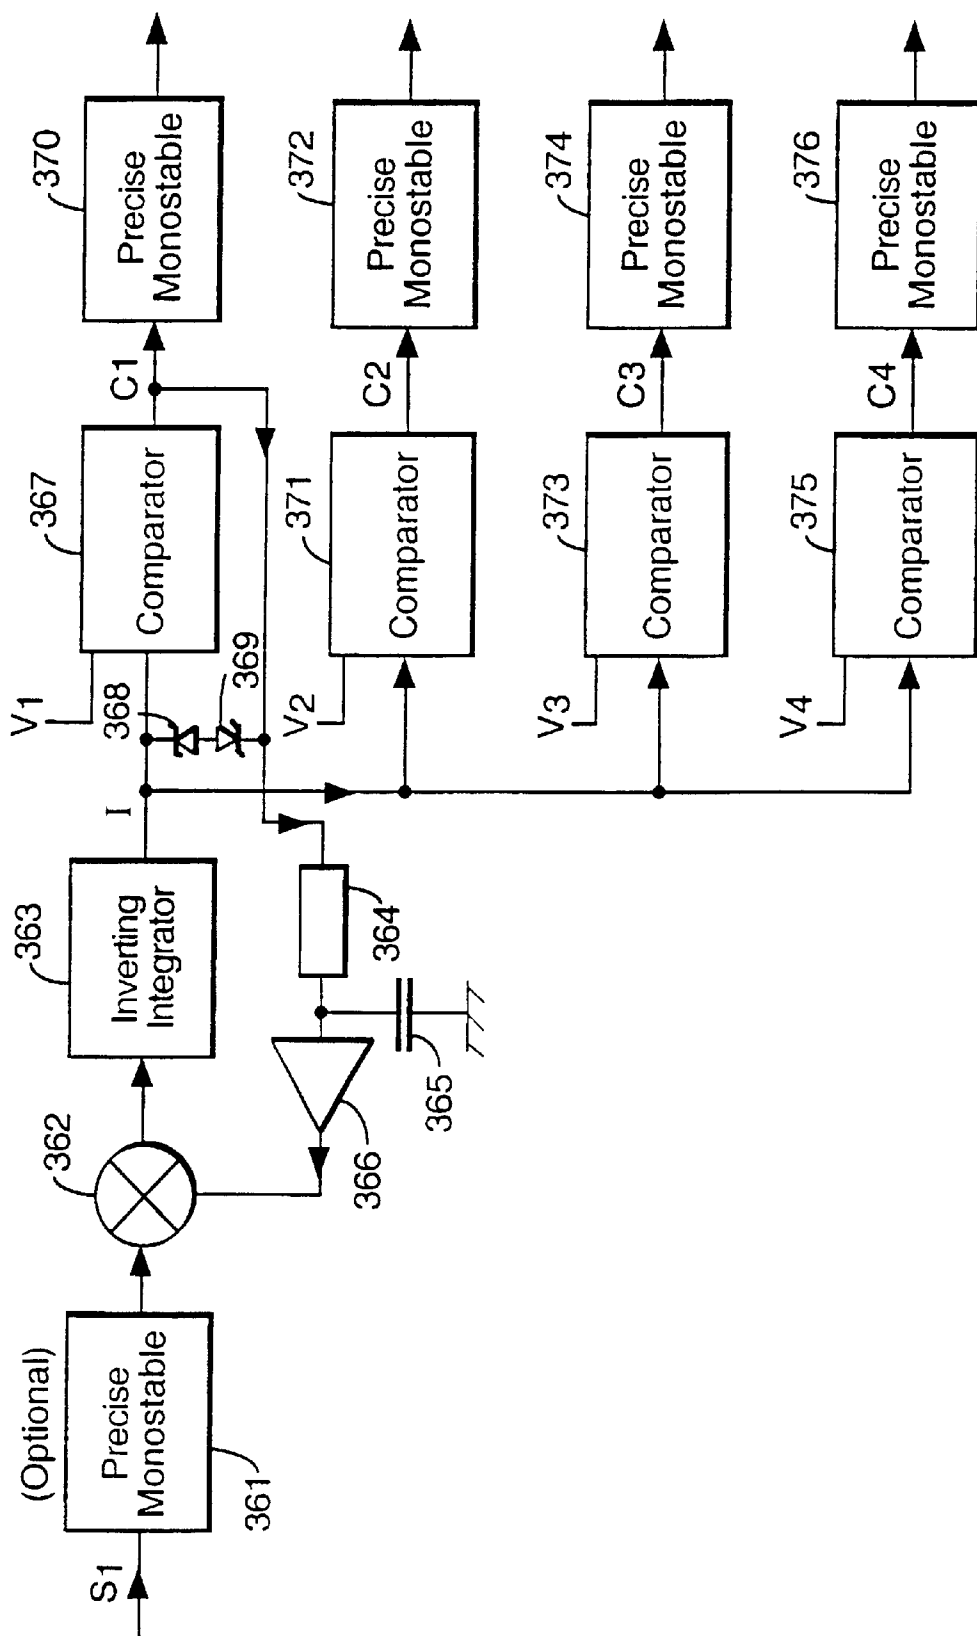 (Optional)
S1
Precise
Monostable
361
362
Inverting
Integrator
363
I
366
365
364
V1
368
369
Comparator
367
C1
Precise
Monostable
370
V2
Comparator
371
C2
Precise
Monostable
372
V3
Comparator
373
C3
Precise
Monostable
374
V4
Comparator
375
C4
Precise
Monostable
376